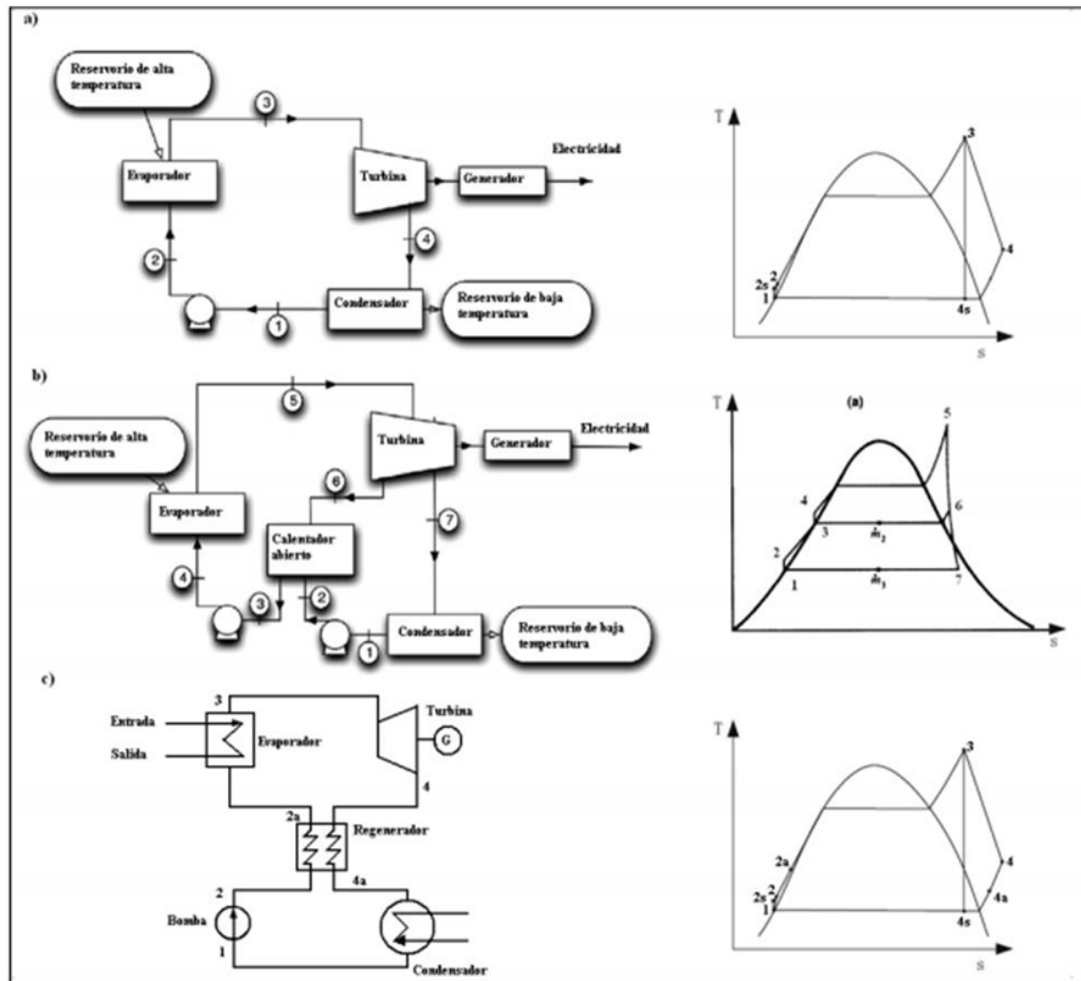 a)
Reservorio de alta
temperatura
3
Evaporador
Turbina
Generador
Electricidad
2
4
Condensador
Reservorio de baja
temperatura
1
T
3
4
2
2s
1
4s
S
b)
5
Reservorio de alta
temperatura
Turbina
Generador
Electricidad
6
Evaporador
Calentador
abierto
7
4
3
2
1
Condensador
Reservorio de baja
temperatura
T
(a)
5
4
6
3
ṁ₂
2
1
ṁ₃
7
S
c)
3
Entrada
Salida
Evaporador
Turbina
G
4
2a
Regenerador
4a
2
Bomba
1
Condensador
T
3
2a
4
2
2s
4a
1
4s
S